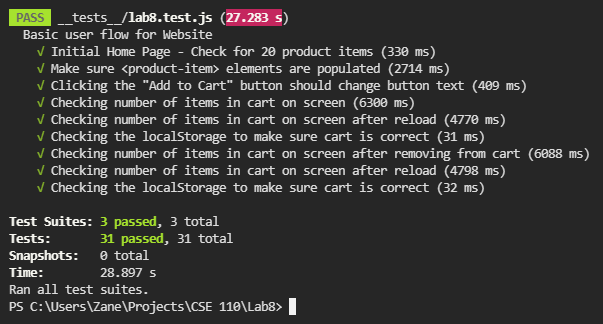 PASS __tests__/lab8.test.js (27.283 s)
Basic user flow for Website
√ Initial Home Page - Check for 20 product items (330 ms)
√ Make sure <product-item> elements are populated (2714 ms)
√ Clicking the "Add to Cart" button should change button text (409 ms)
√ Checking number of items in cart on screen (6300 ms)
√ Checking number of items in cart on screen after reload (4770 ms)
√ Checking the localStorage to make sure cart is correct (31 ms)
√ Checking number of items in cart on screen after removing from cart (6088 ms)
√ Checking number of items in cart on screen after reload (4798 ms)
√ Checking the localStorage to make sure cart is correct (32 ms)
Test Suites: 3 passed, 3 total
Tests: 31 passed, 31 total
Snapshots: 0 total
Time: 28.897 s
Ran all test suites.
PS C:\Users\Zane\Projects\CSE 110\Lab8>